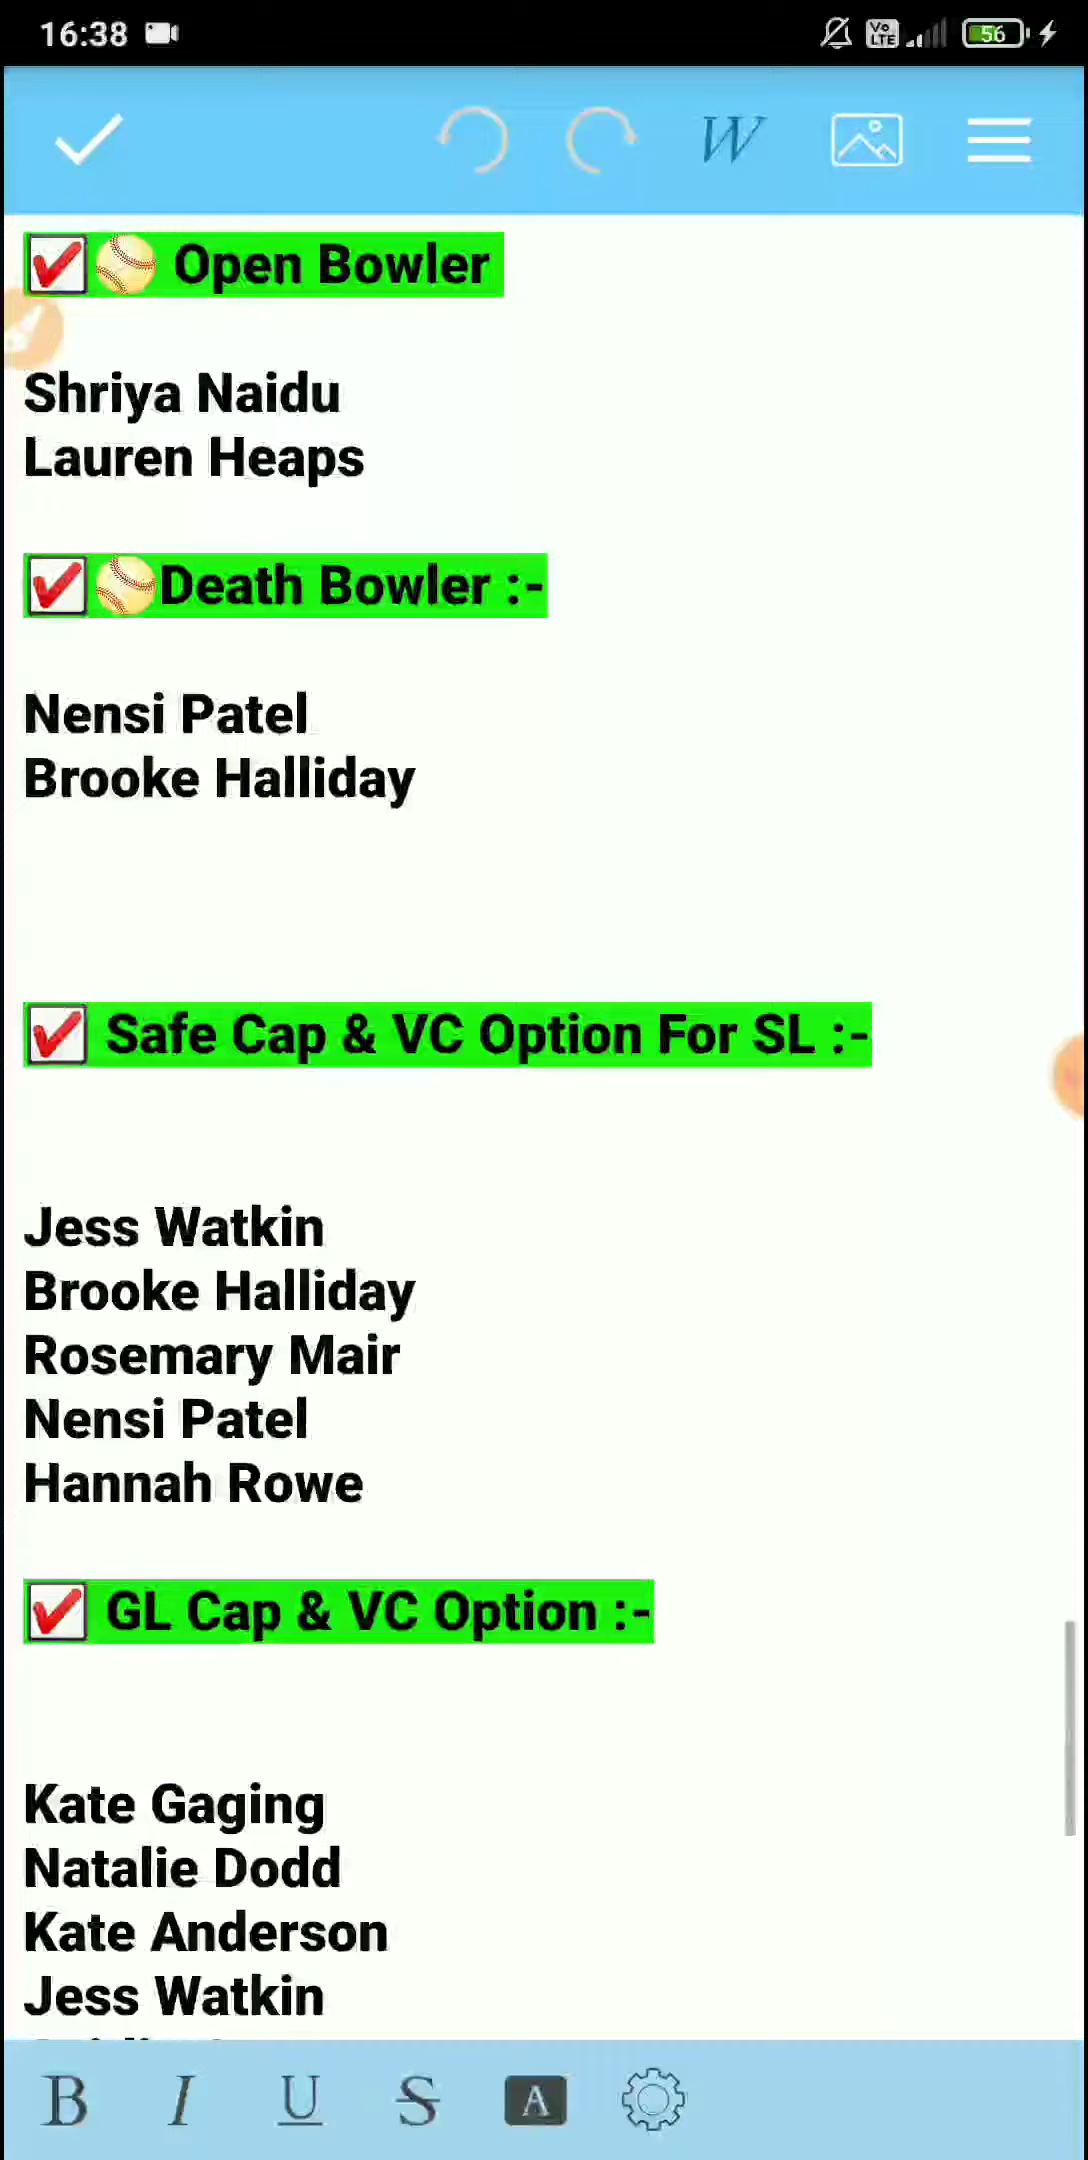 16:38
Vo LTE
56
W
Open Bowler
Shriya Naidu
Lauren Heaps
Death Bowler :-
Nensi Patel
Brooke Halliday
Safe Cap & VC Option For SL :-
Jess Watkin
Brooke Halliday
Rosemary Mair
Nensi Patel
Hannah Rowe
GL Cap & VC Option :-
Kate Gaging
Natalie Dodd
Kate Anderson
Jess Watkin
B I U S A